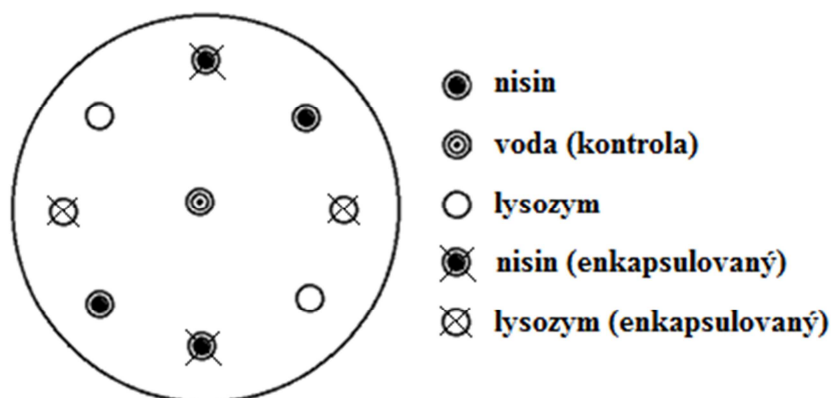 nisin
voda (kontrola)
lysozym
nisin (enkapsulovaný)
lysozym (enkapsulovaný)